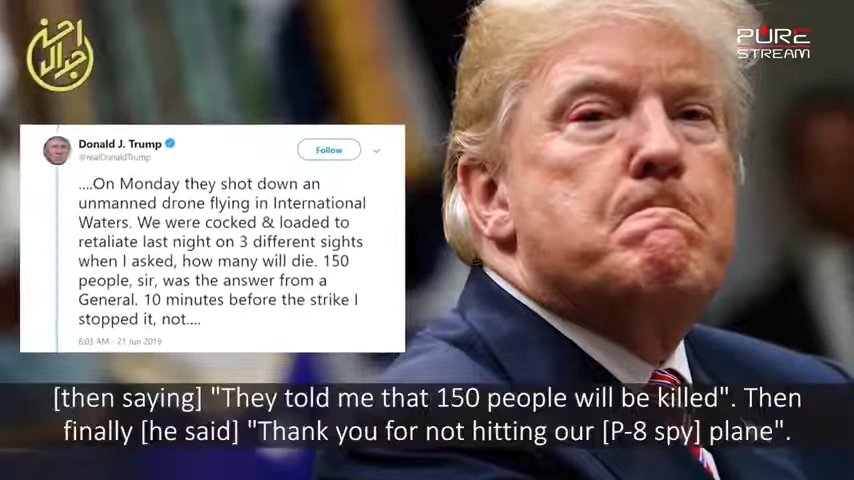 PURE
STREAM
Donald J. Trump
@realDonaldTrump
Follow
....On Monday they shot down an
unmanned drone flying in International
Waters. We were cocked & loaded to
retaliate last night on 3 different sights
when I asked, how many will die. 150
people, sir, was the answer from a
General. 10 minutes before the strike I
stopped it, not....
6:03 AM - 21 Jun 2019
[then saying] "They told me that 150 people will be killed". Then
finally [he said] "Thank you for not hitting our [P-8 spy] plane".